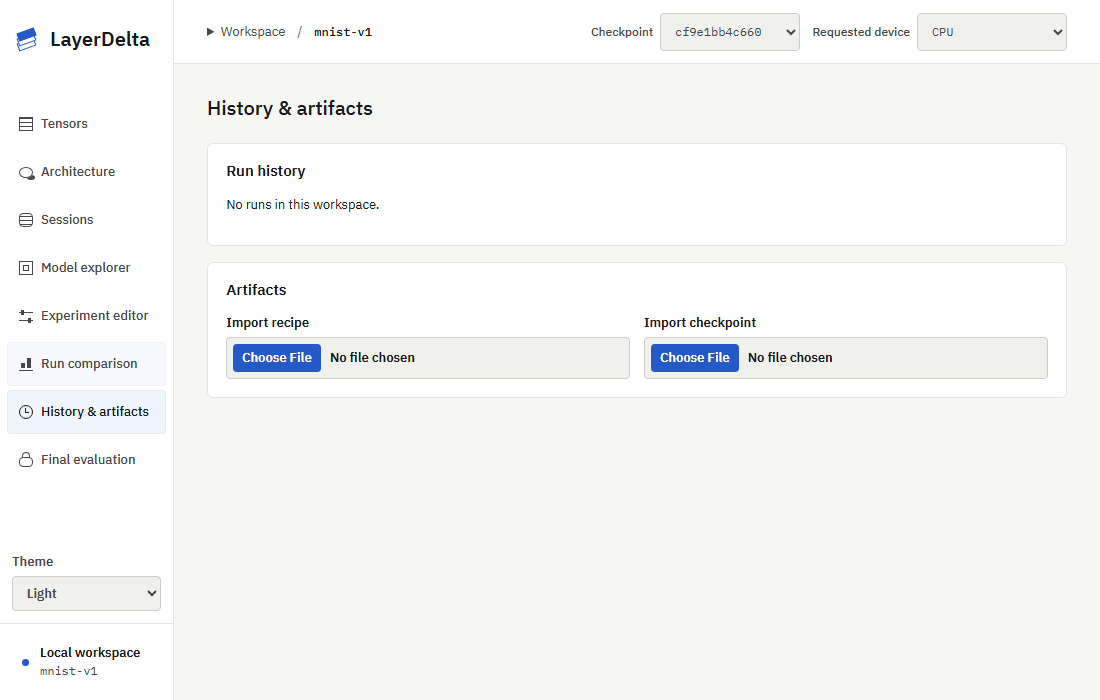 LayerDelta
Workspace / mnist-v1
Checkpoint cf9e1bb4c660 Requested device CPU
Tensors
Architecture
Sessions
Model explorer
Experiment editor
Run comparison
History & artifacts
Final evaluation
Theme
Light
Local workspace
mnist-v1
History & artifacts
Run history
No runs in this workspace.
Artifacts
Import recipe
Choose File No file chosen
Import checkpoint
Choose File No file chosen